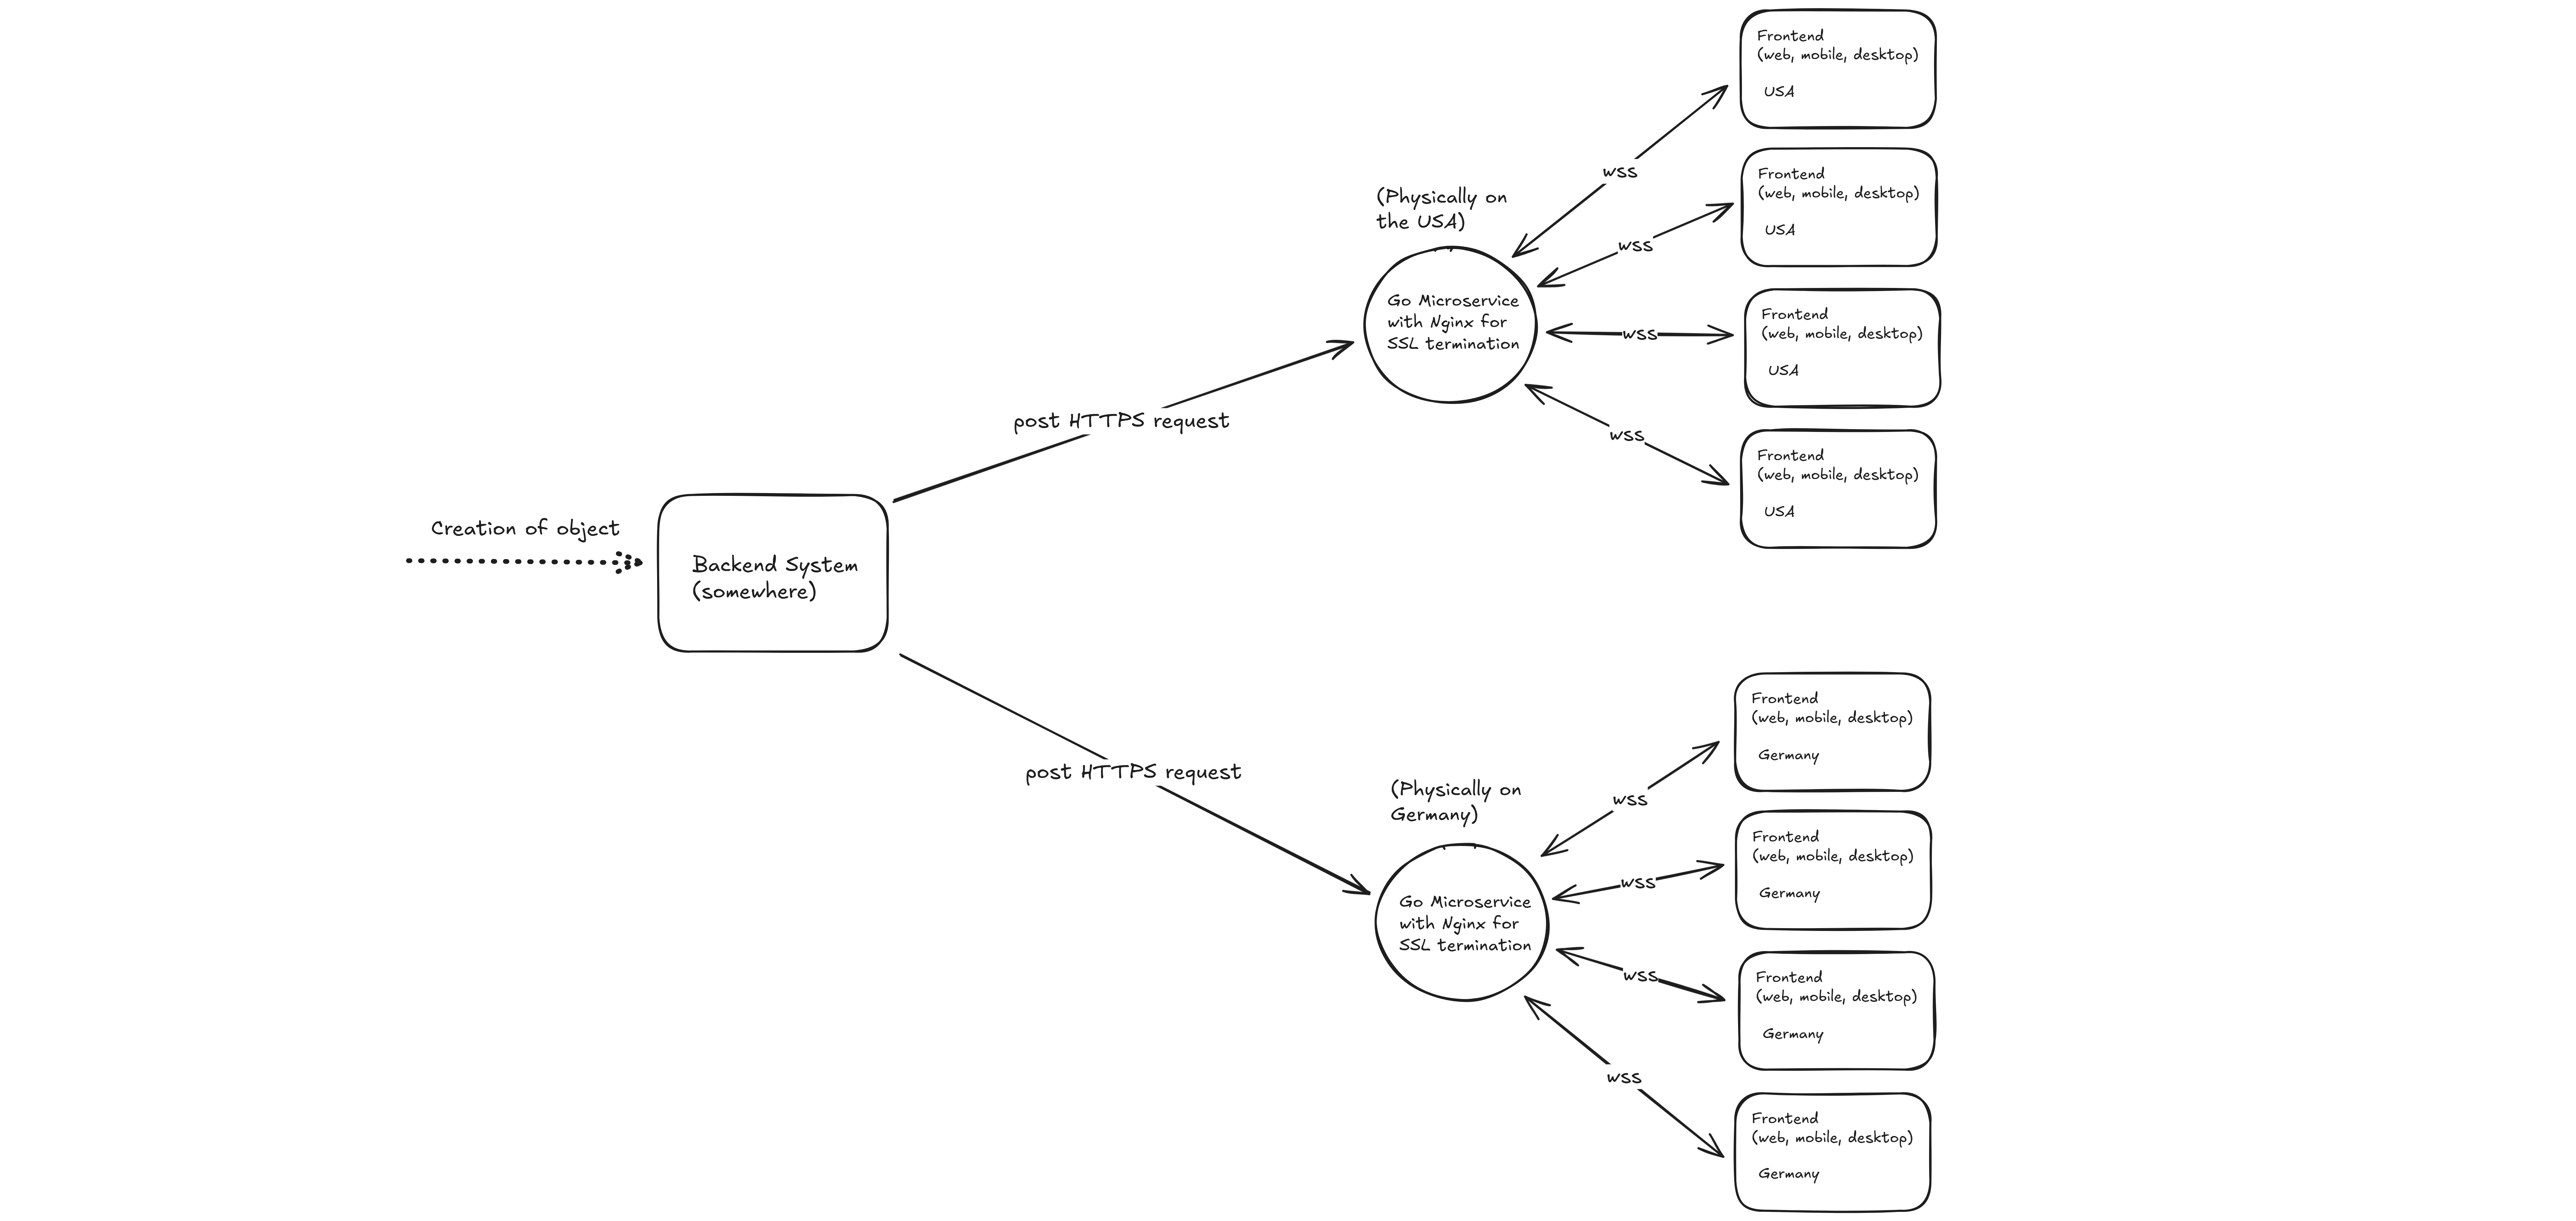 Creation of object
Backend System
(somewhere)
post HTTPS request
(Physically on
the USA)
Go Microservice
with Nginx for
SSL termination
wss
Frontend
(web, mobile, desktop)
USA
wss
Frontend
(web, mobile, desktop)
USA
wss
Frontend
(web, mobile, desktop)
USA
wss
Frontend
(web, mobile, desktop)
USA
post HTTPS request
(Physically on
Germany)
Go Microservice
with Nginx for
SSL termination
wss
Frontend
(web, mobile, desktop)
Germany
wss
Frontend
(web, mobile, desktop)
Germany
wss
Frontend
(web, mobile, desktop)
Germany
wss
Frontend
(web, mobile, desktop)
Germany